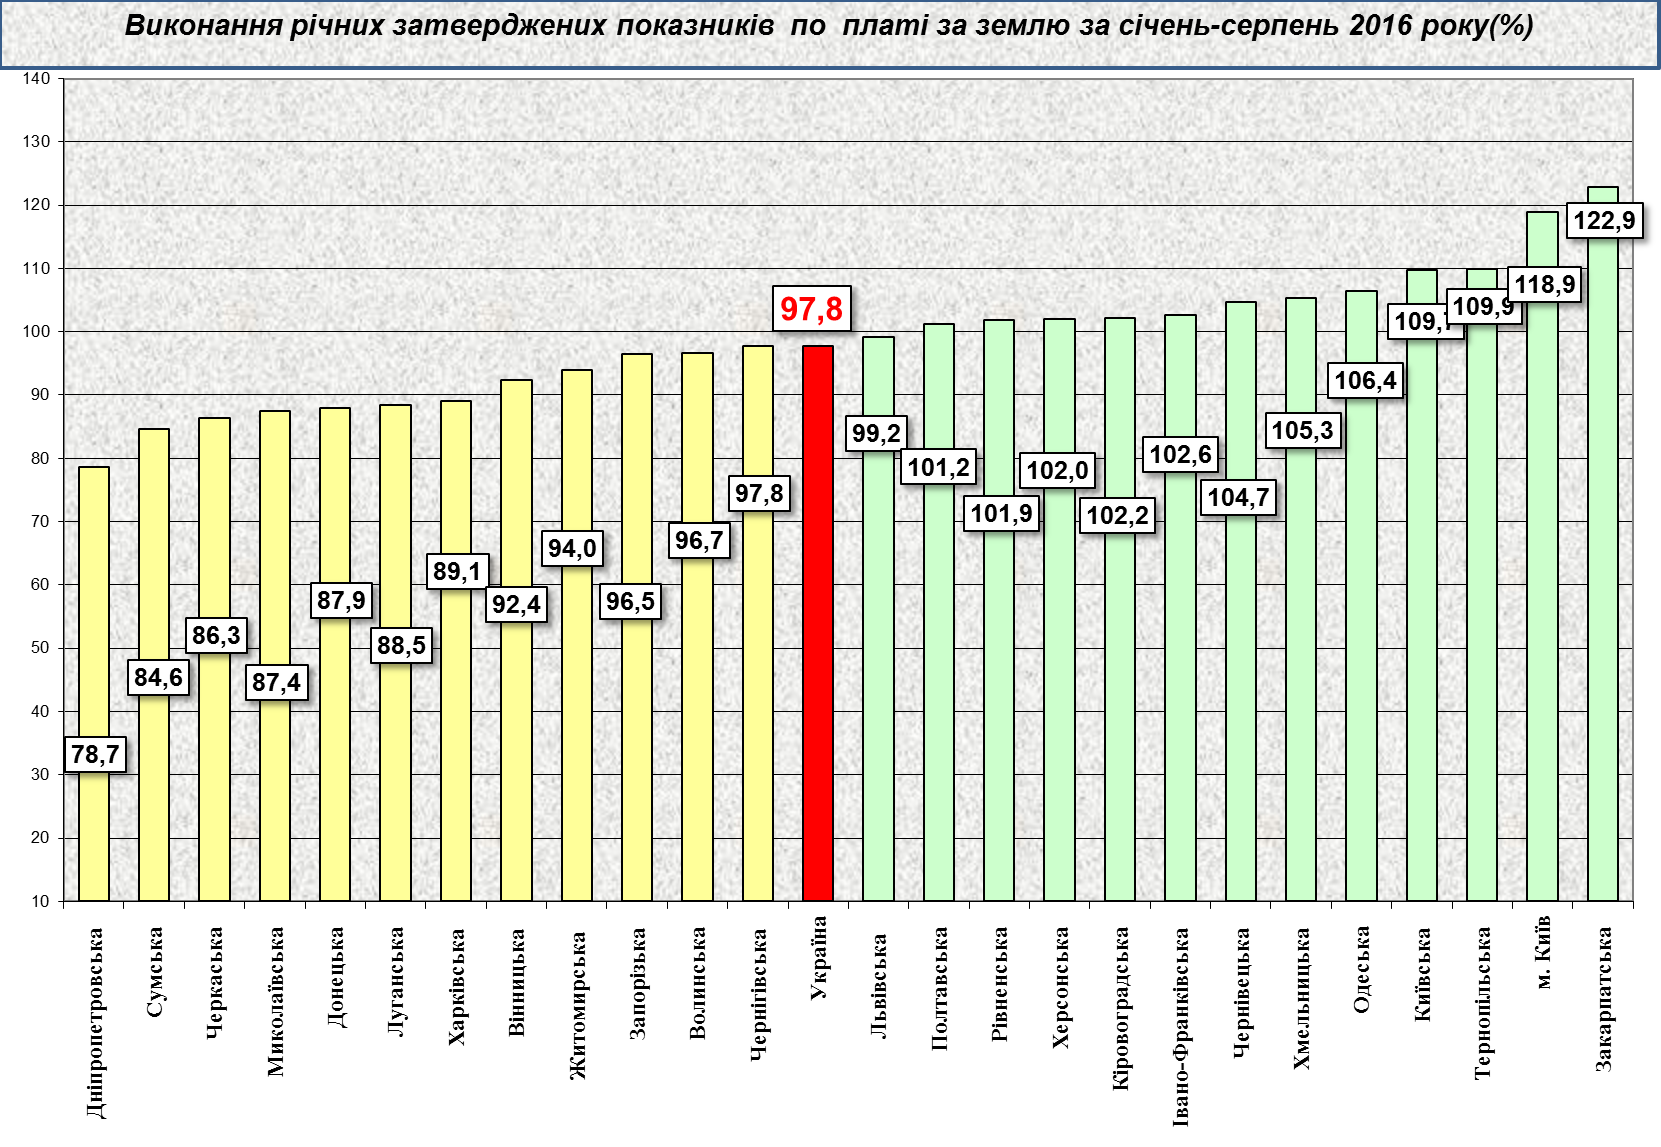 Виконання річних затверджених показників по платі за землю за січень-серпень 2016 року(%)
140
130
120
110
100
90
80
70
60
50
40
30
20
10
78,7
84,6
86,3
87,4
87,9
88,5
89,1
92,4
94,0
96,5
96,7
97,8
97,8
99,2
101,2
101,9
102,0
102,2
102,6
104,7
105,3
106,4
109,7
109,9
118,9
122,9
Дніпропетровська
Сумська
Черкаська
Миколаївська
Донецька
Луганська
Харківська
Вінницька
Житомирська
Запорізька
Волинська
Чернігівська
Україна
Львівська
Полтавська
Рівненська
Херсонська
Кіровоградська
Івано-Франківська
Чернівецька
Хмельницька
Одеська
Київська
Тернопільська
м. Київ
Закарпатська